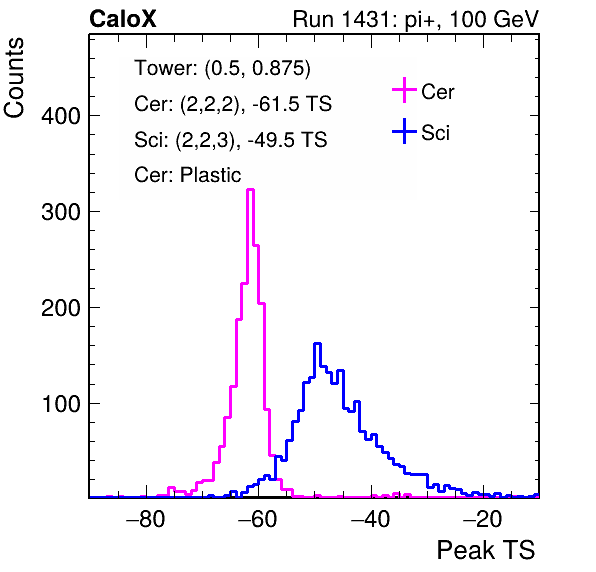 CaloX Run 1431: pi+, 100 GeV
Counts
Tower: (0.5, 0.875)
Cer: (2,2,2), -61.5 TS
Sci: (2,2,3), -49.5 TS
Cer: Plastic
Cer
Sci
400
300
200
100
−80 −60 −40 −20
Peak TS